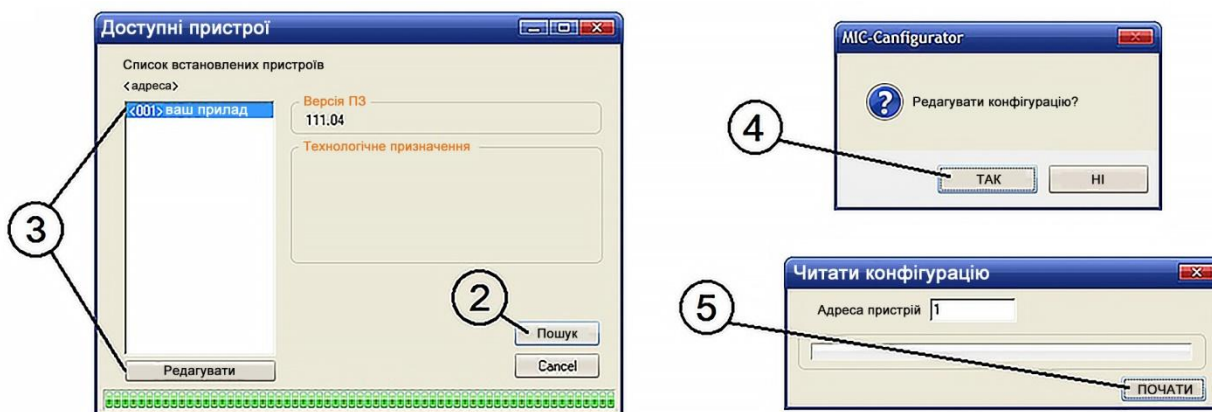 Доступні пристрої
Список встановлених пристроїв
<адреса>
<001> ваш прилад
Версія ПЗ
111.04
Технологічне призначення
3
2
Пошук
Редагувати
Cancel
MIC-Canfigurator
Редагувати конфігурацію?
4
ТАК
НІ
Читати конфігурацію
5
Адреса пристрій 1
ПОЧАТИ